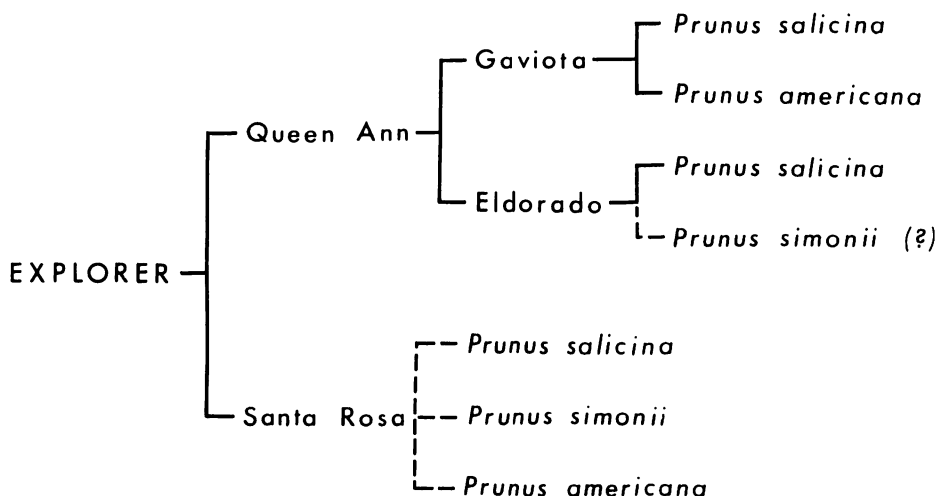 Prunus salicina
Gaviota
Prunus americana
Queen Ann
Prunus salicina
Eldorado
Prunus simonii (?)
EXPLORER
Prunus salicina
Santa Rosa
Prunus simonii
Prunus americana